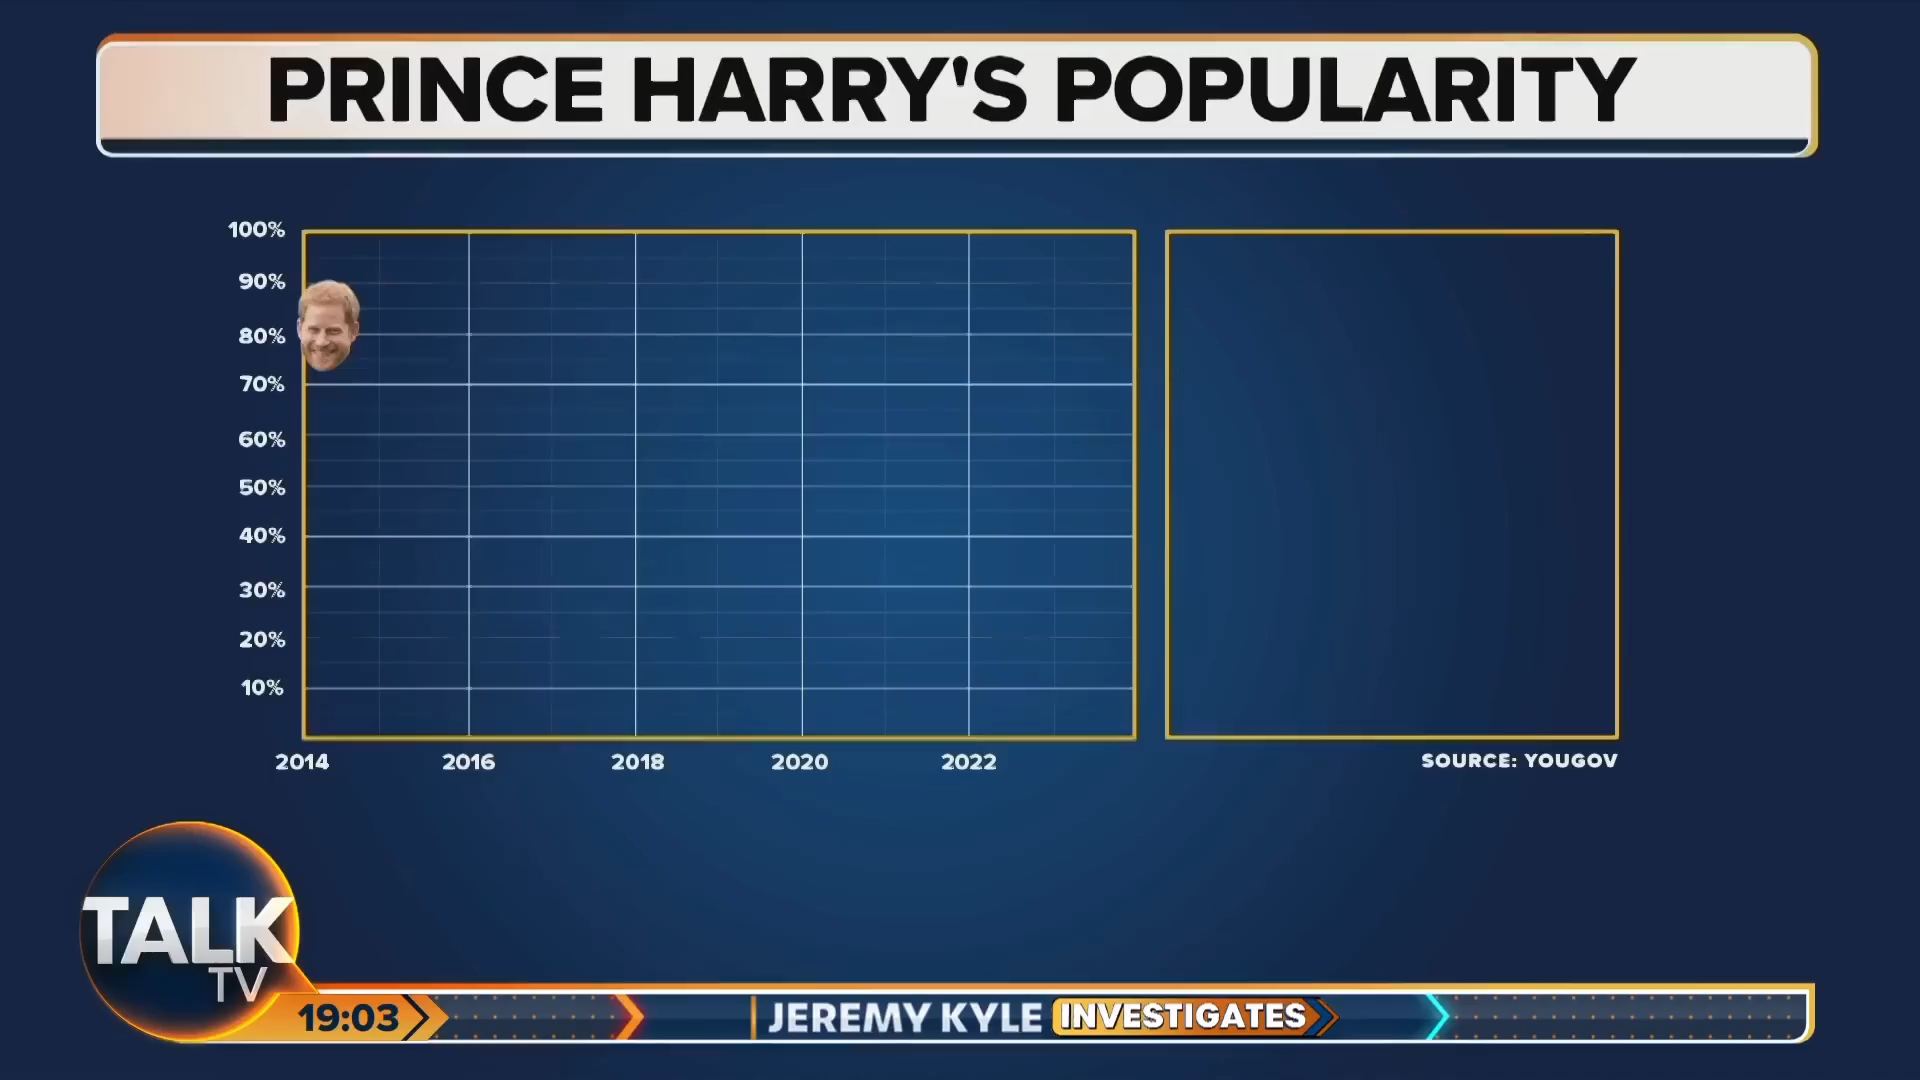 PRINCE HARRY'S POPULARITY
100%
90%
80%
70%
60%
50%
40%
30%
20%
10%
2014 2016 2018 2020 2022
SOURCE: YOUGOV
TALK
TV
19:03
JEREMY KYLE INVESTIGATES